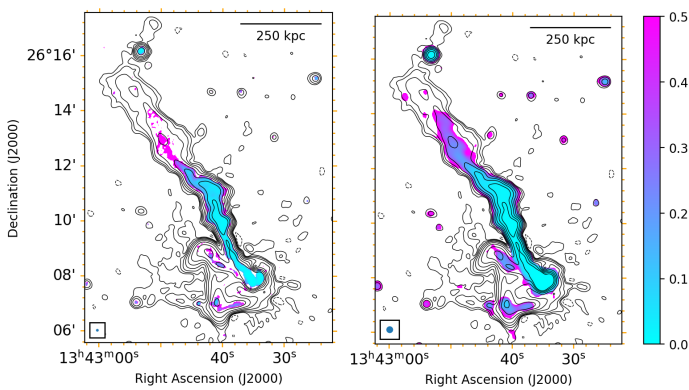 250 kpc
250 kpc
0.5
26°16'
14'
0.4
12'
0.3
Declination (J2000)
10'
0.2
08'
0.1
06'
0.0
13ʰ43ᵐ00ˢ 40ˢ 30ˢ
40ˢ 30ˢ
13ʰ43ᵐ00ˢ
Right Ascension (J2000)
Right Ascension (J2000)